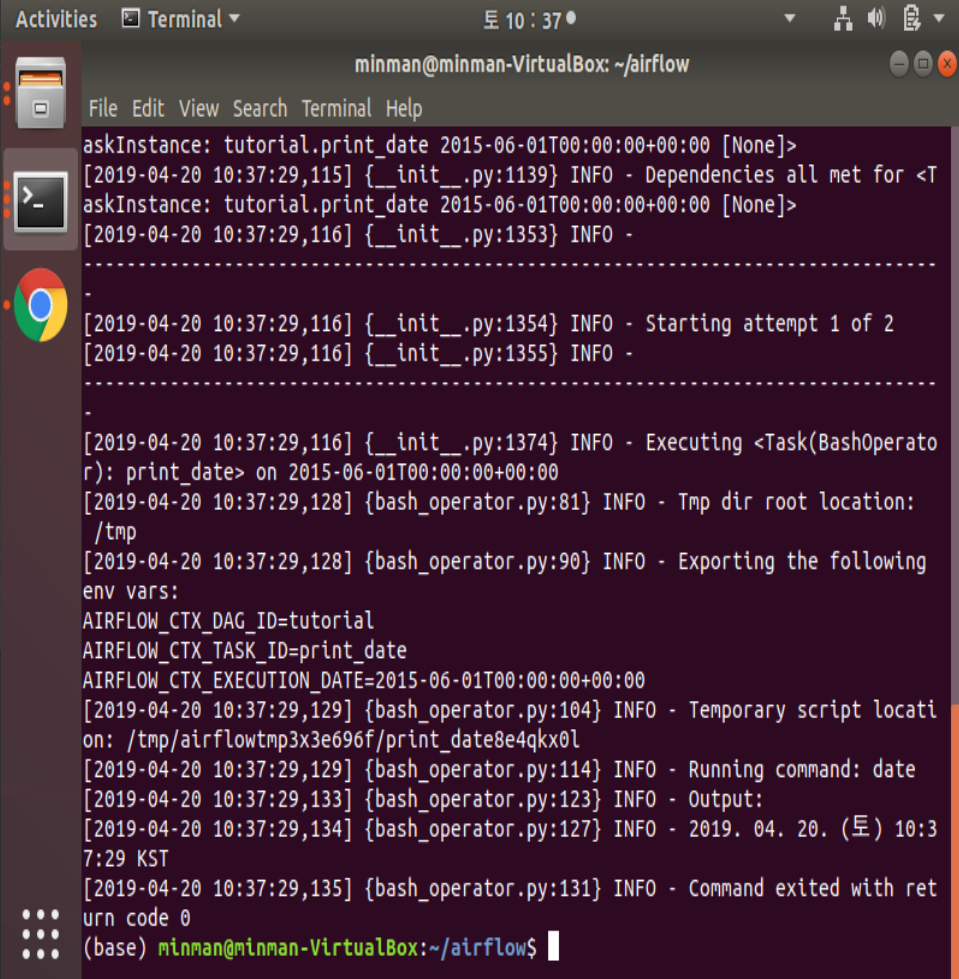 Activities Terminal 토 10 : 37
minman@minman-VirtualBox: ~/airflow
File Edit View Search Terminal Help
askInstance: tutorial.print_date 2015-06-01T00:00:00+00:00 [None]>
[2019-04-20 10:37:29,115] {__init__.py:1139} INFO - Dependencies all met for <T
askInstance: tutorial.print_date 2015-06-01T00:00:00+00:00 [None]>
[2019-04-20 10:37:29,116] {__init__.py:1353} INFO -
-------------------------------------------------------------------------------
-
[2019-04-20 10:37:29,116] {__init__.py:1354} INFO - Starting attempt 1 of 2
[2019-04-20 10:37:29,116] {__init__.py:1355} INFO -
-------------------------------------------------------------------------------
-
[2019-04-20 10:37:29,116] {__init__.py:1374} INFO - Executing <Task(BashOperato
r): print_date> on 2015-06-01T00:00:00+00:00
[2019-04-20 10:37:29,128] {bash_operator.py:81} INFO - Tmp dir root location:
 /tmp
[2019-04-20 10:37:29,128] {bash_operator.py:90} INFO - Exporting the following
env vars:
AIRFLOW_CTX_DAG_ID=tutorial
AIRFLOW_CTX_TASK_ID=print_date
AIRFLOW_CTX_EXECUTION_DATE=2015-06-01T00:00:00+00:00
[2019-04-20 10:37:29,129] {bash_operator.py:104} INFO - Temporary script locati
on: /tmp/airflowtmp3x3e696f/print_date8e4qkx0l
[2019-04-20 10:37:29,129] {bash_operator.py:114} INFO - Running command: date
[2019-04-20 10:37:29,133] {bash_operator.py:123} INFO - Output:
[2019-04-20 10:37:29,134] {bash_operator.py:127} INFO - 2019. 04. 20. (토) 10:3
7:29 KST
[2019-04-20 10:37:29,135] {bash_operator.py:131} INFO - Command exited with ret
urn code 0
(base) minman@minman-VirtualBox:~/airflow$